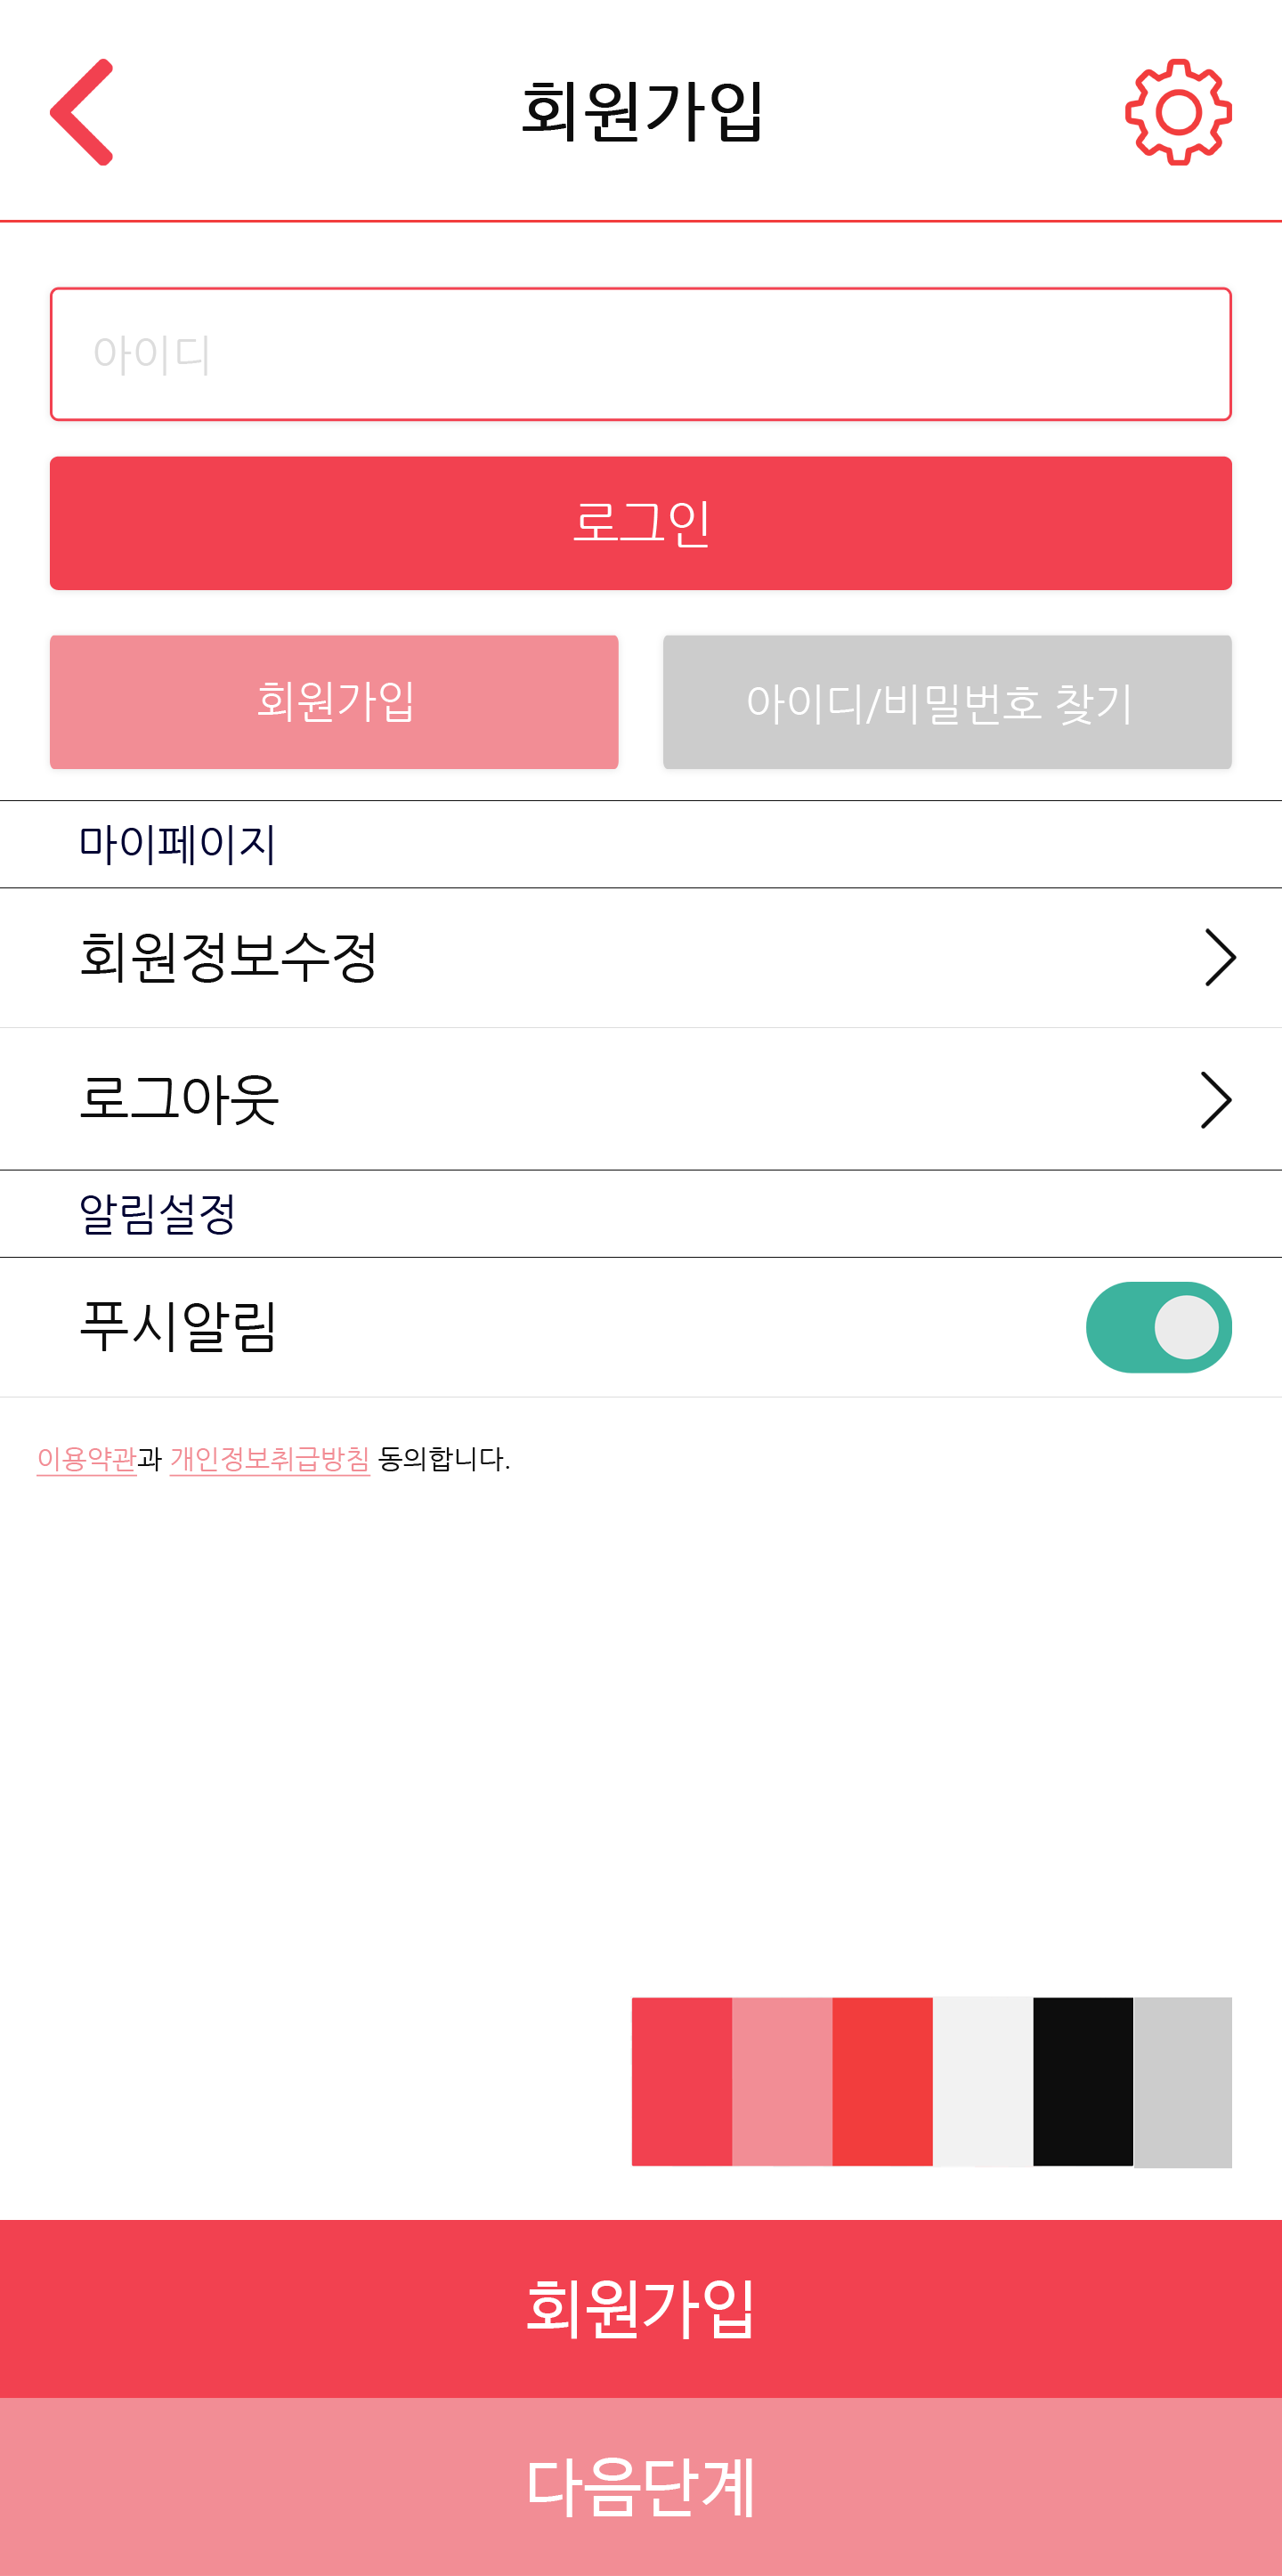 회원가입
아이디
로그인
회원가입
아이디/비밀번호 찾기
마이페이지
회원정보수정
로그아웃
알림설정
푸시알림
이용약관과 개인정보취급방침 동의합니다.
회원가입
다음단계